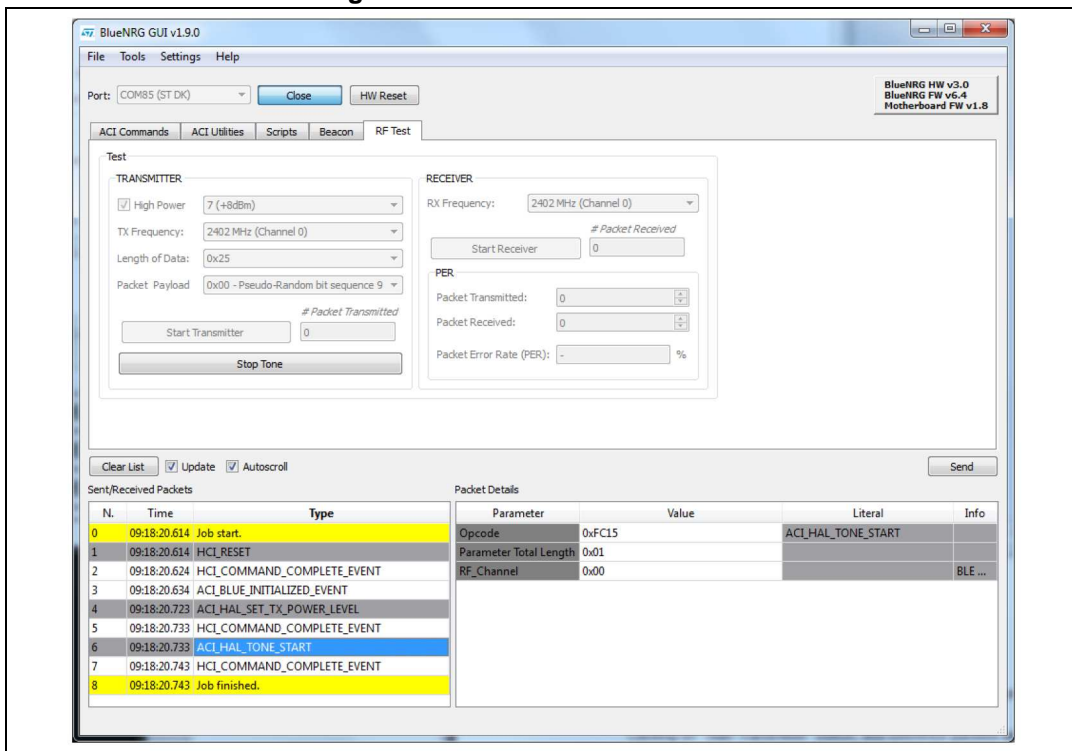 BlueNRG GUI v1.9.0
File Tools Settings Help
Port: COM85 (ST DK) Close HW Reset
BlueNRG HW v3.0
BlueNRG FW v6.4
Motherboard FW v1.8
ACI Commands ACI Utilities Scripts Beacon RF Test
Test
TRANSMITTER
High Power 7 (+8dBm)
TX Frequency: 2402 MHz (Channel 0)
Length of Data: 0x25
Packet Payload 0x00 - Pseudo-Random bit sequence 9
# Packet Transmitted
Start Transmitter 0
Stop Tone
RECEIVER
RX Frequency: 2402 MHz (Channel 0)
# Packet Received
Start Receiver 0
PER
Packet Transmitted: 0
Packet Received: 0
Packet Error Rate (PER): - %
Clear List Update Autoscroll Send
Sent/Received Packets
N. Time Type
0 09:18:20.614 Job start.
1 09:18:20.614 HCI_RESET
2 09:18:20.624 HCI_COMMAND_COMPLETE_EVENT
3 09:18:20.634 ACI_BLUE_INITIALIZED_EVENT
4 09:18:20.723 ACI_HAL_SET_TX_POWER_LEVEL
5 09:18:20.733 HCI_COMMAND_COMPLETE_EVENT
6 09:18:20.733 ACI_HAL_TONE_START
7 09:18:20.743 HCI_COMMAND_COMPLETE_EVENT
8 09:18:20.743 Job finished.
Packet Details
Parameter Value Literal Info
Opcode 0xFC15 ACI_HAL_TONE_START
Parameter Total Length 0x01
RF_Channel 0x00 BLE ...